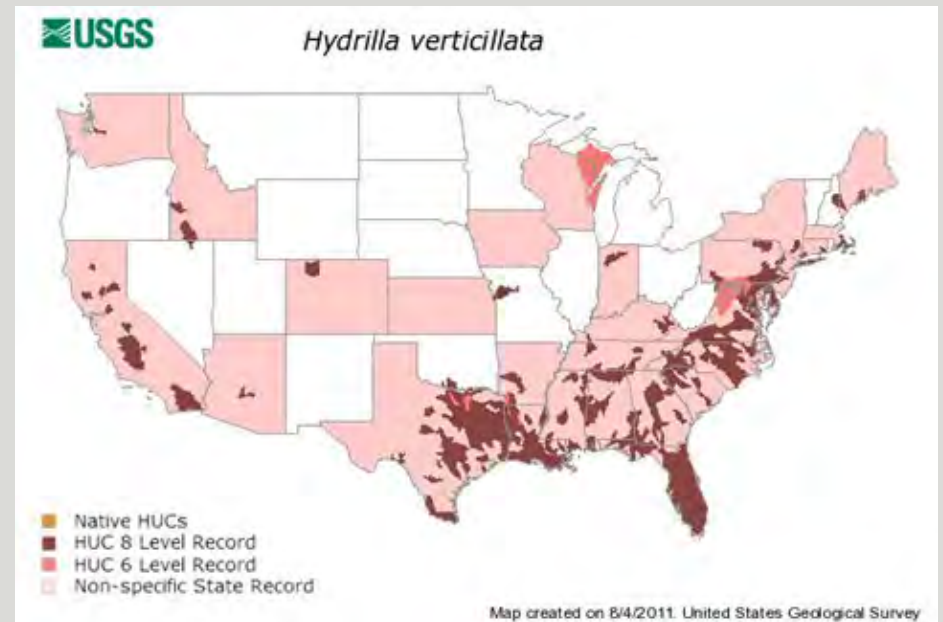 USGS
Hydrilla verticillata
Native HUCs
HUC 8 Level Record
HUC 6 Level Record
Non-specific State Record
Map created on 8/4/2011. United States Geological Survey